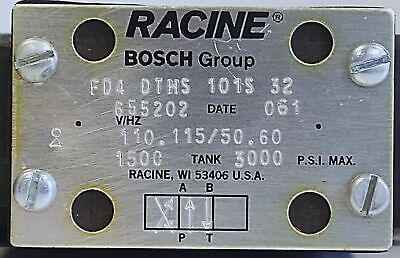 RACINE®
BOSCH Group
FD4 DTHS 101S 32
655202 DATE 061
V/HZ
110.115/50.60
1500 TANK 3000 P.S.I. MAX.
RACINE, WI 53406 U.S.A.
A B
P T